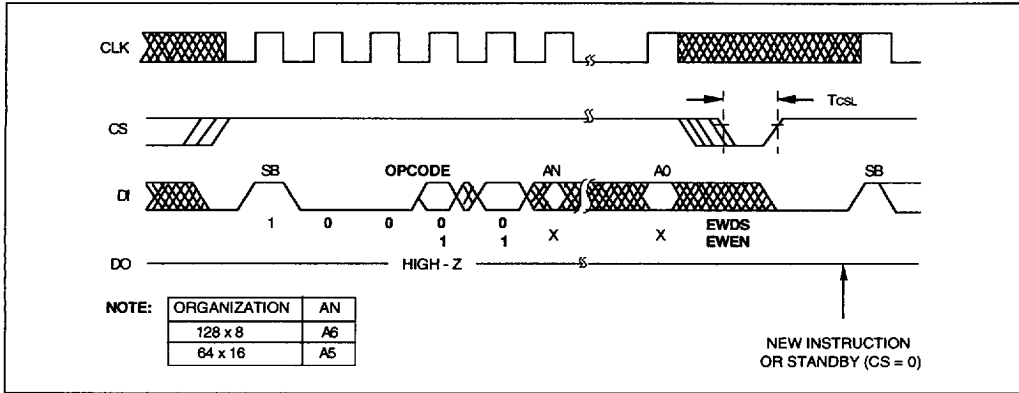 CLK
TCSL
CS
SB OPCODE AN A0 SB
DI
1 0 0 0 0 X X EWDS
1 1 EWEN
DO HIGH - Z
NOTE: ORGANIZATION AN
128 x 8 A6
64 x 16 A5
NEW INSTRUCTION
OR STANDBY (CS = 0)